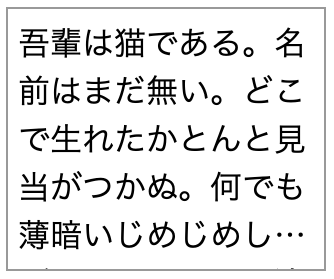 吾輩は猫である。名
前はまだ無い。どこ
で生れたかとんと見
当がつかぬ。何でも
薄暗いじめじめし…